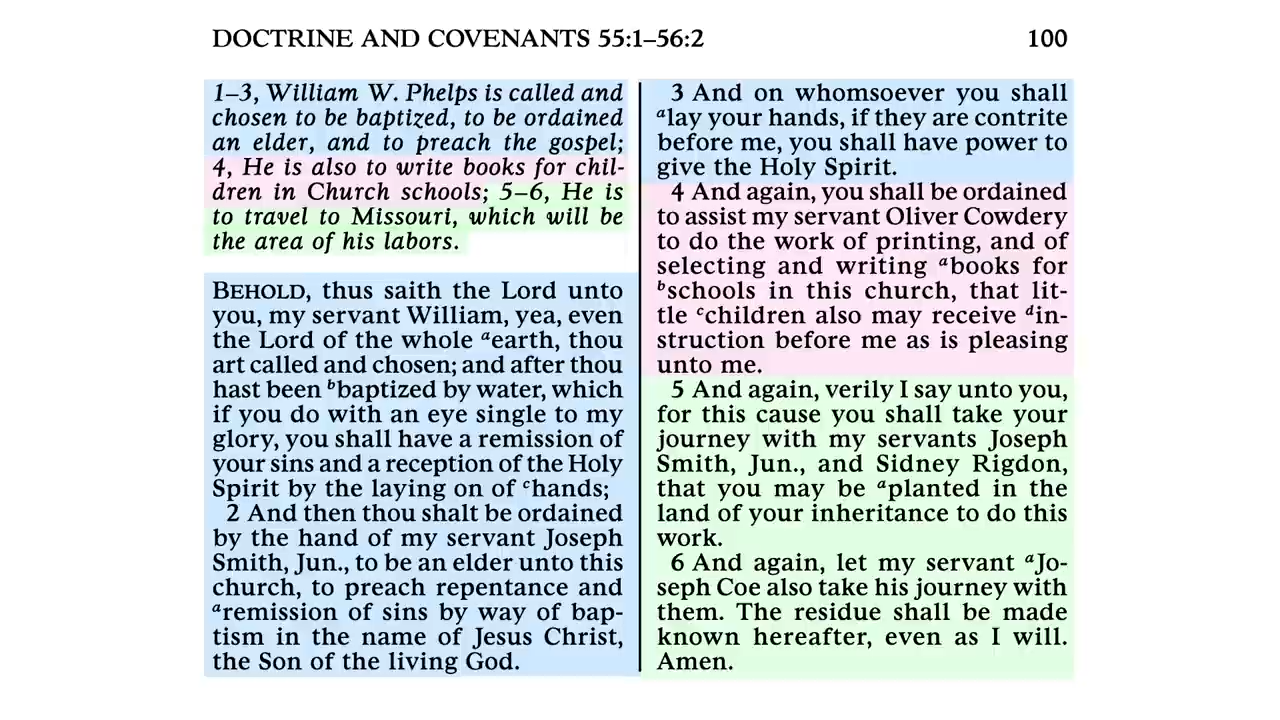 DOCTRINE AND COVENANTS 55:1–56:2 100
1–3, William W. Phelps is called and
chosen to be baptized, to be ordained
an elder, and to preach the gospel;
4, He is also to write books for chil-
dren in Church schools; 5–6, He is
to travel to Missouri, which will be
the area of his labors.
BEHOLD, thus saith the Lord unto
you, my servant William, yea, even
the Lord of the whole aearth, thou
art called and chosen; and after thou
hast been bbaptized by water, which
if you do with an eye single to my
glory, you shall have a remission of
your sins and a reception of the Holy
Spirit by the laying on of chands;
2 And then thou shalt be ordained
by the hand of my servant Joseph
Smith, Jun., to be an elder unto this
church, to preach repentance and
aremission of sins by way of bap-
tism in the name of Jesus Christ,
the Son of the living God.
3 And on whomsoever you shall
alay your hands, if they are contrite
before me, you shall have power to
give the Holy Spirit.
4 And again, you shall be ordained
to assist my servant Oliver Cowdery
to do the work of printing, and of
selecting and writing abooks for
bschools in this church, that lit-
tle cchildren also may receive din-
struction before me as is pleasing
unto me.
5 And again, verily I say unto you,
for this cause you shall take your
journey with my servants Joseph
Smith, Jun., and Sidney Rigdon,
that you may be aplanted in the
land of your inheritance to do this
work.
6 And again, let my servant aJo-
seph Coe also take his journey with
them. The residue shall be made
known hereafter, even as I will.
Amen.